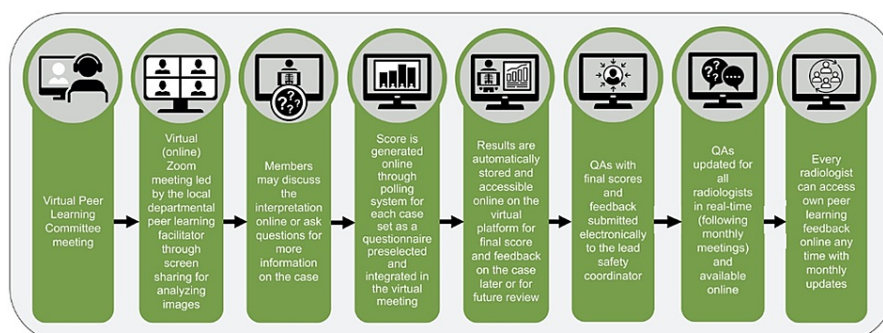 Virtual Peer
Learning
Committee
meeting
Virtual
(online)
Zoom
meeting led
by the local
departmental
peer learning
facilitator
through
screen
sharing for
analyzing
images
Members
may discuss
the
interpretation
online or ask
questions for
more
information
on the case
Score is
generated
online
through
polling
system for
each case
set as a
questionnaire
preselected
and
integrated in
the virtual
meeting
Results are
automatically
stored and
accessible
online on the
virtual
platform for
final score
and feedback
on the case
later or for
future review
QAs with
final scores
and
feedback
submitted
electronically
to the lead
safety
coordinator
QAs
updated for
all
radiologists
in real-time
(following
monthly
meetings)
and
available
online
Every
radiologist
can access
own peer
learning
feedback
online any
time with
monthly
updates